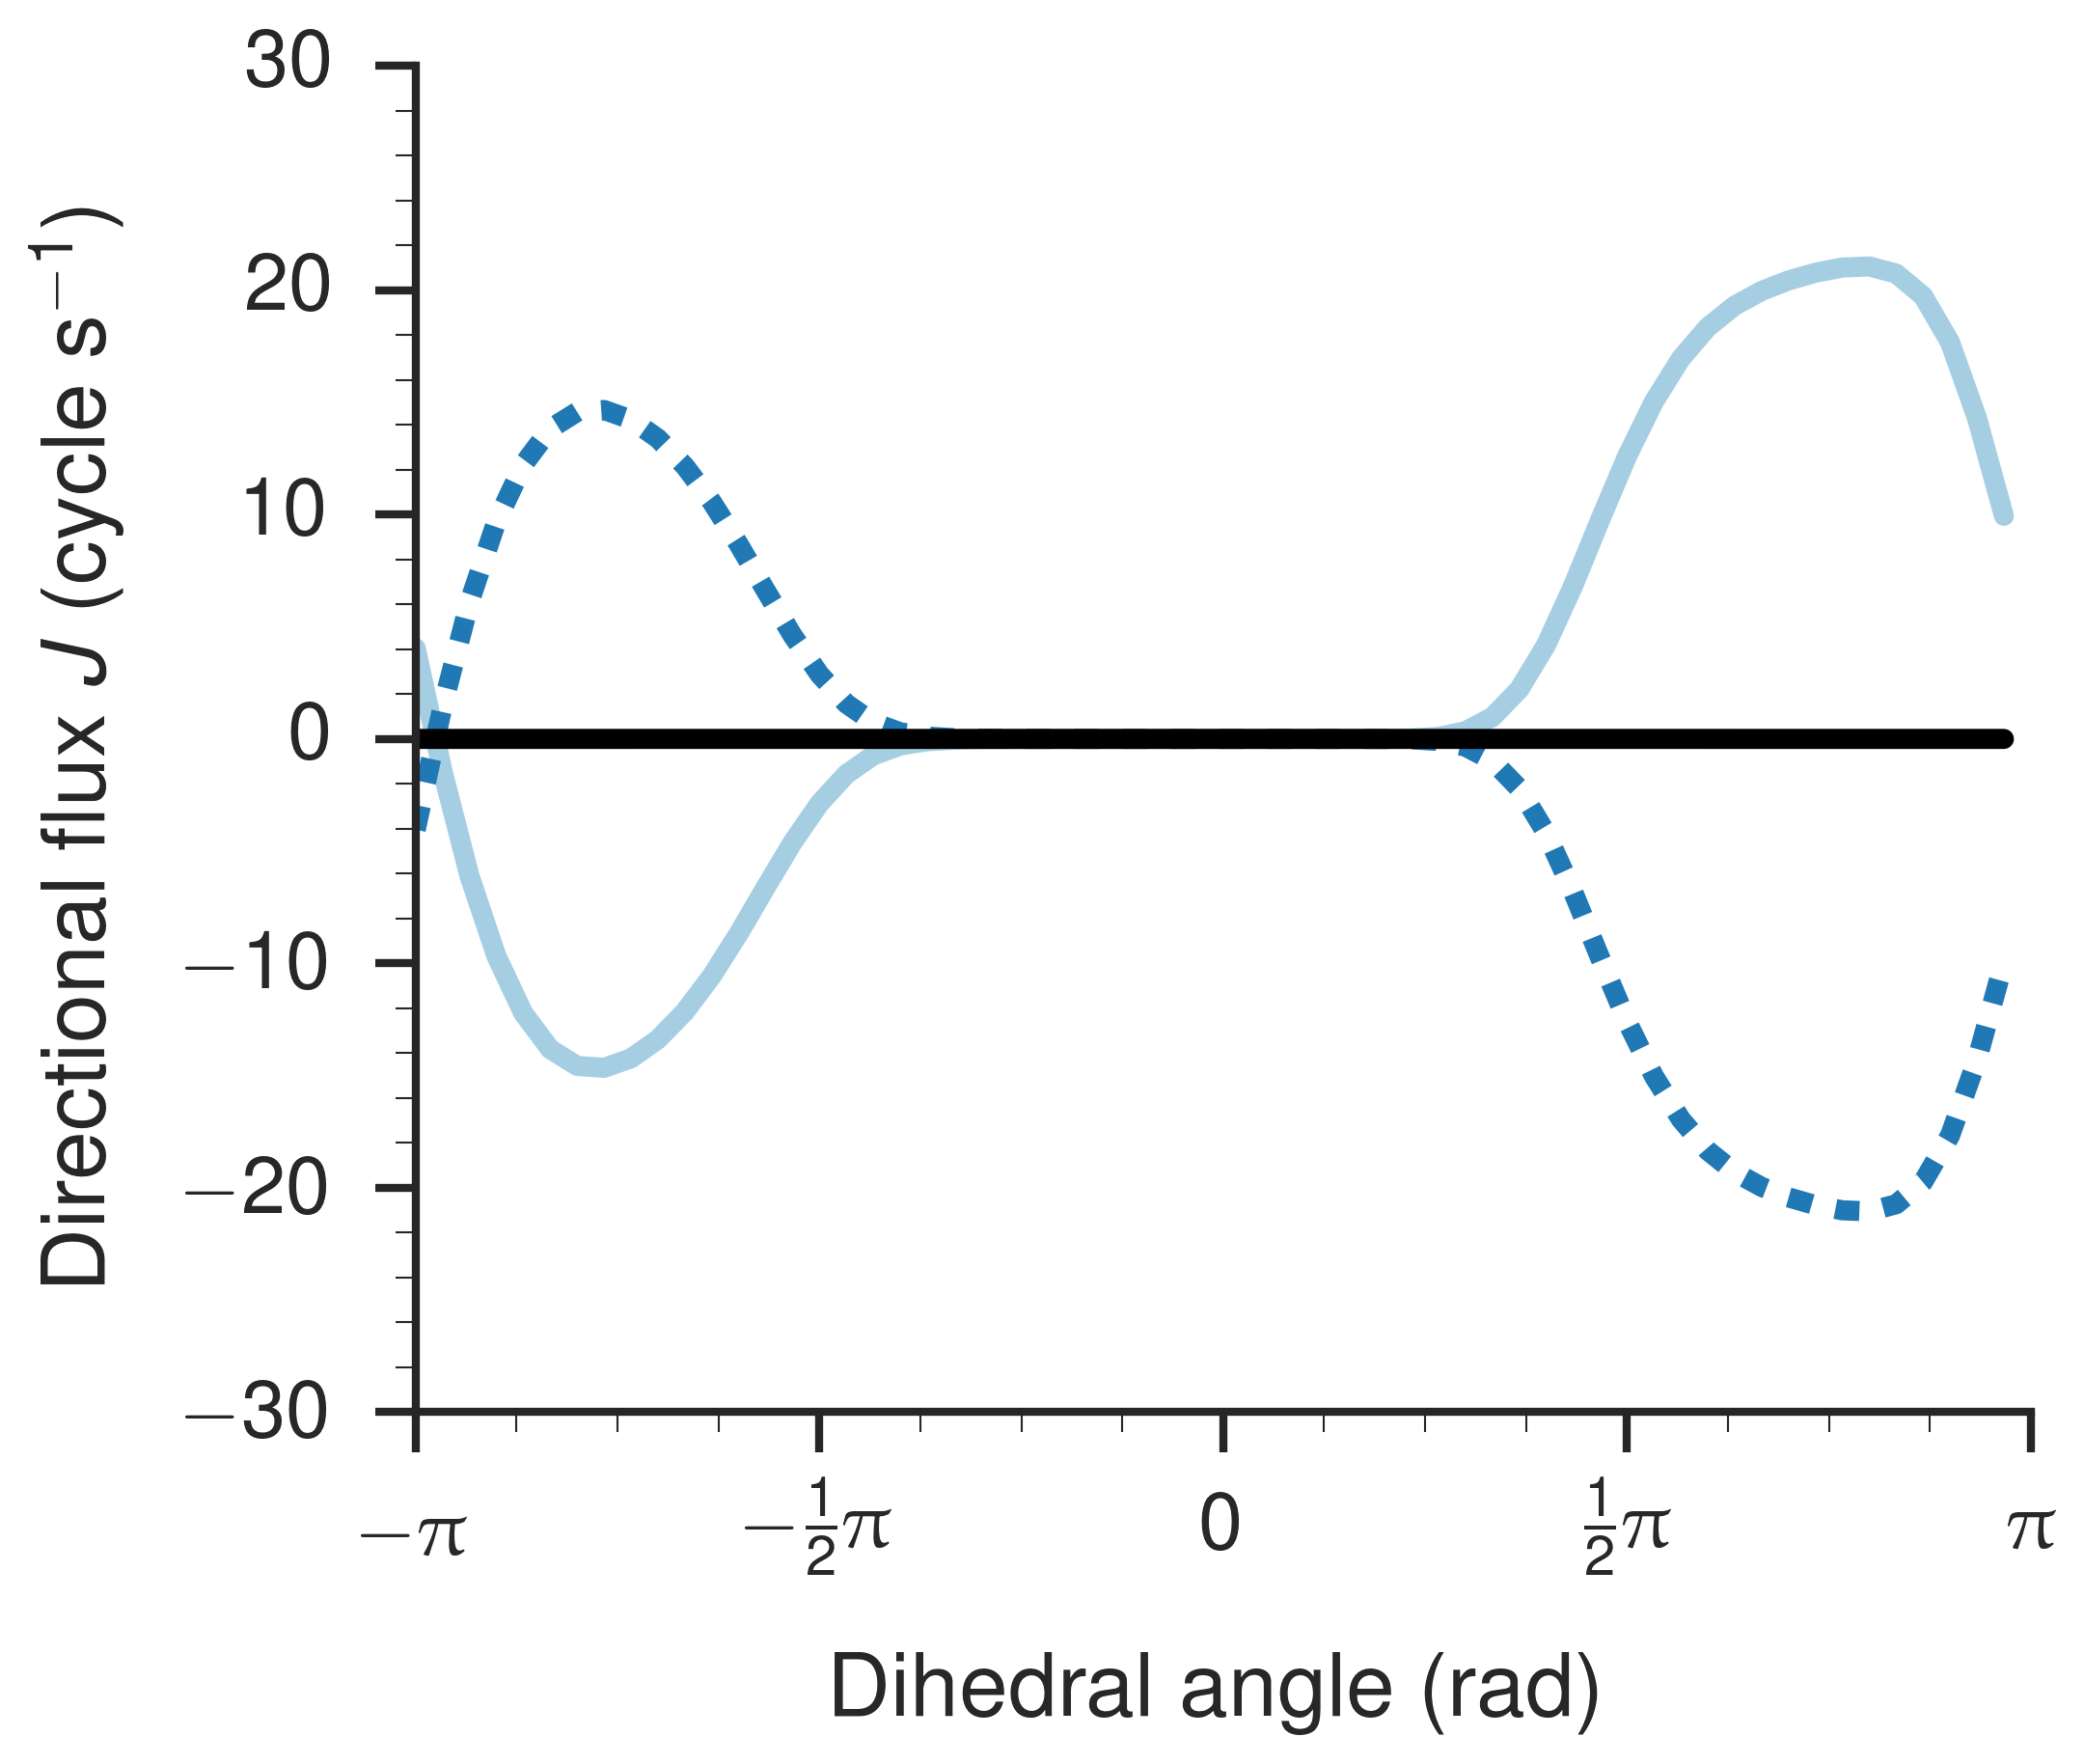 Directional flux J (cycle s⁻¹)
30
20
10
0
−10
−20
−30
−π
−½π
0
½π
π
Dihedral angle (rad)